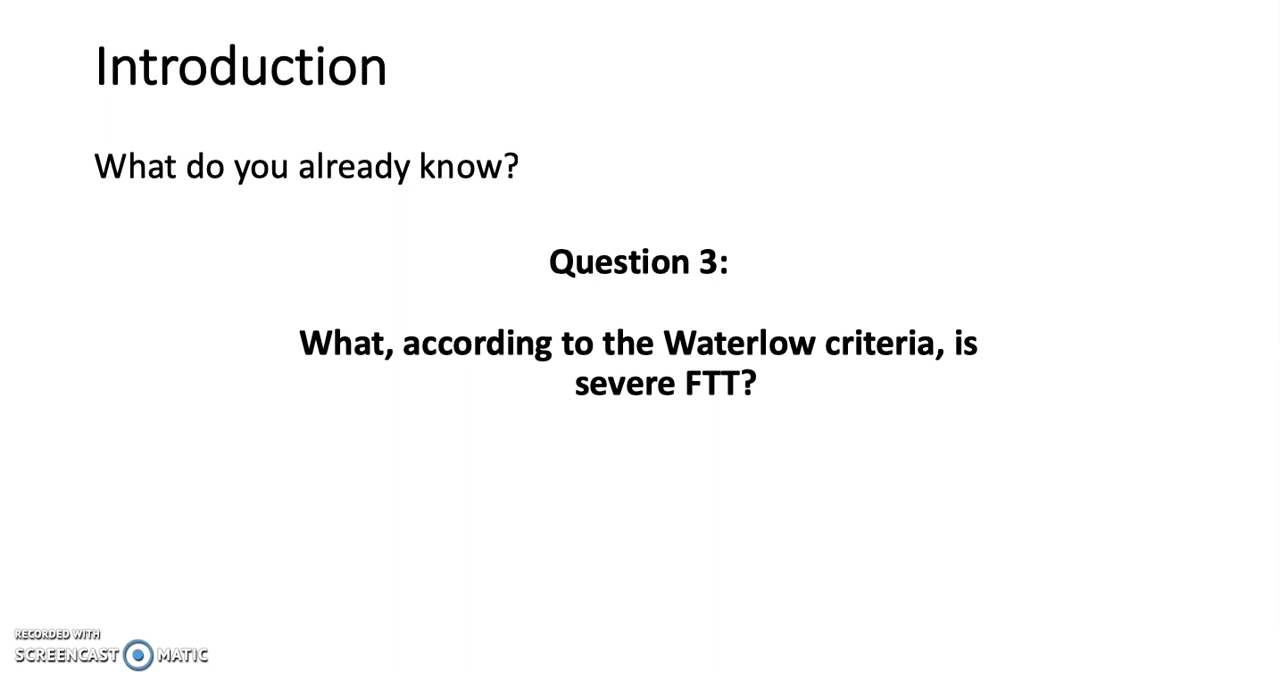 Introduction
What do you already know?
Question 3:
What, according to the Waterlow criteria, is
severe FTT?
RECORDED WITH
SCREENCAST MATIC